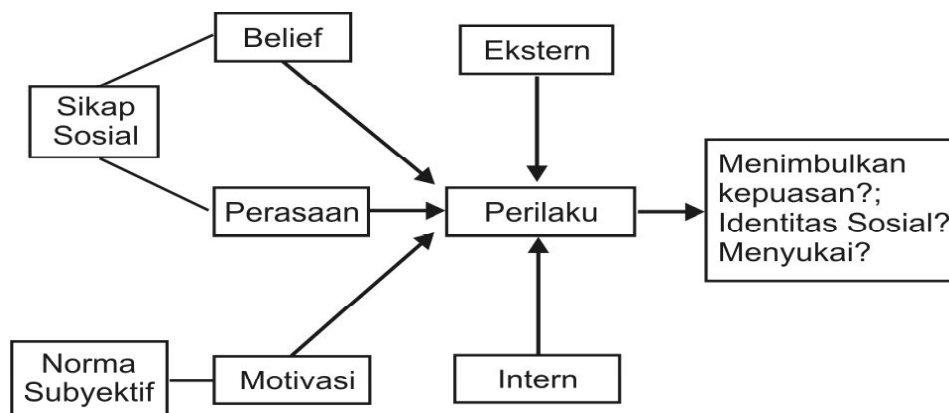 Belief
Ekstern
Sikap
Sosial
Menimbulkan
kepuasan?;
Identitas Sosial?
Menyukai?
Perasaan
Perilaku
Norma
Subyektif
Motivasi
Intern